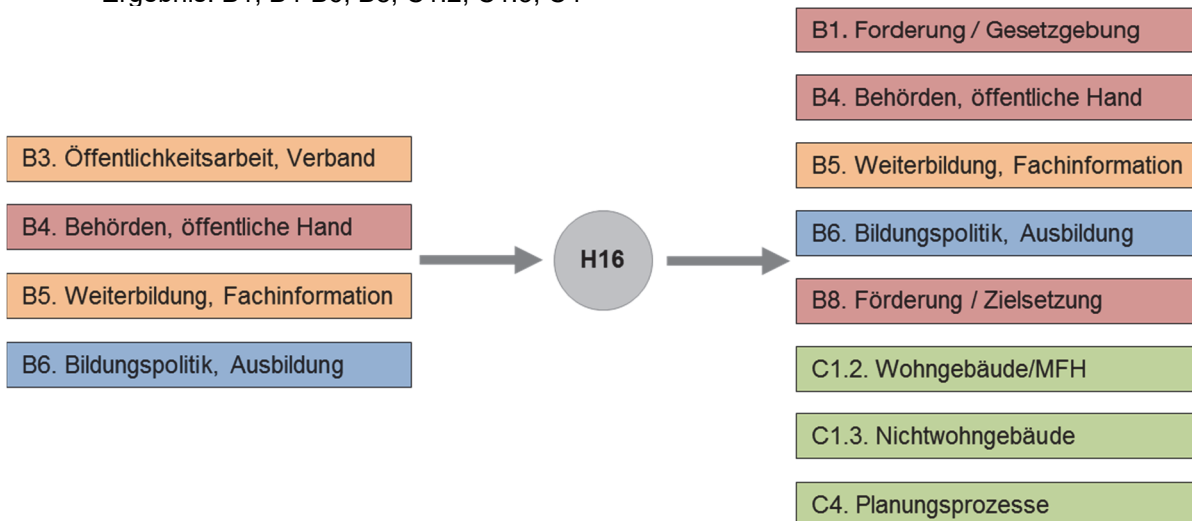 B3. Öffentlichkeitsarbeit, Verband
B4. Behörden, öffentliche Hand
B5. Weiterbildung, Fachinformation
B6. Bildungspolitik, Ausbildung
H16
B1. Forderung / Gesetzgebung
B4. Behörden, öffentliche Hand
B5. Weiterbildung, Fachinformation
B6. Bildungspolitik, Ausbildung
B8. Förderung / Zielsetzung
C1.2. Wohngebäude/MFH
C1.3. Nichtwohngebäude
C4. Planungsprozesse